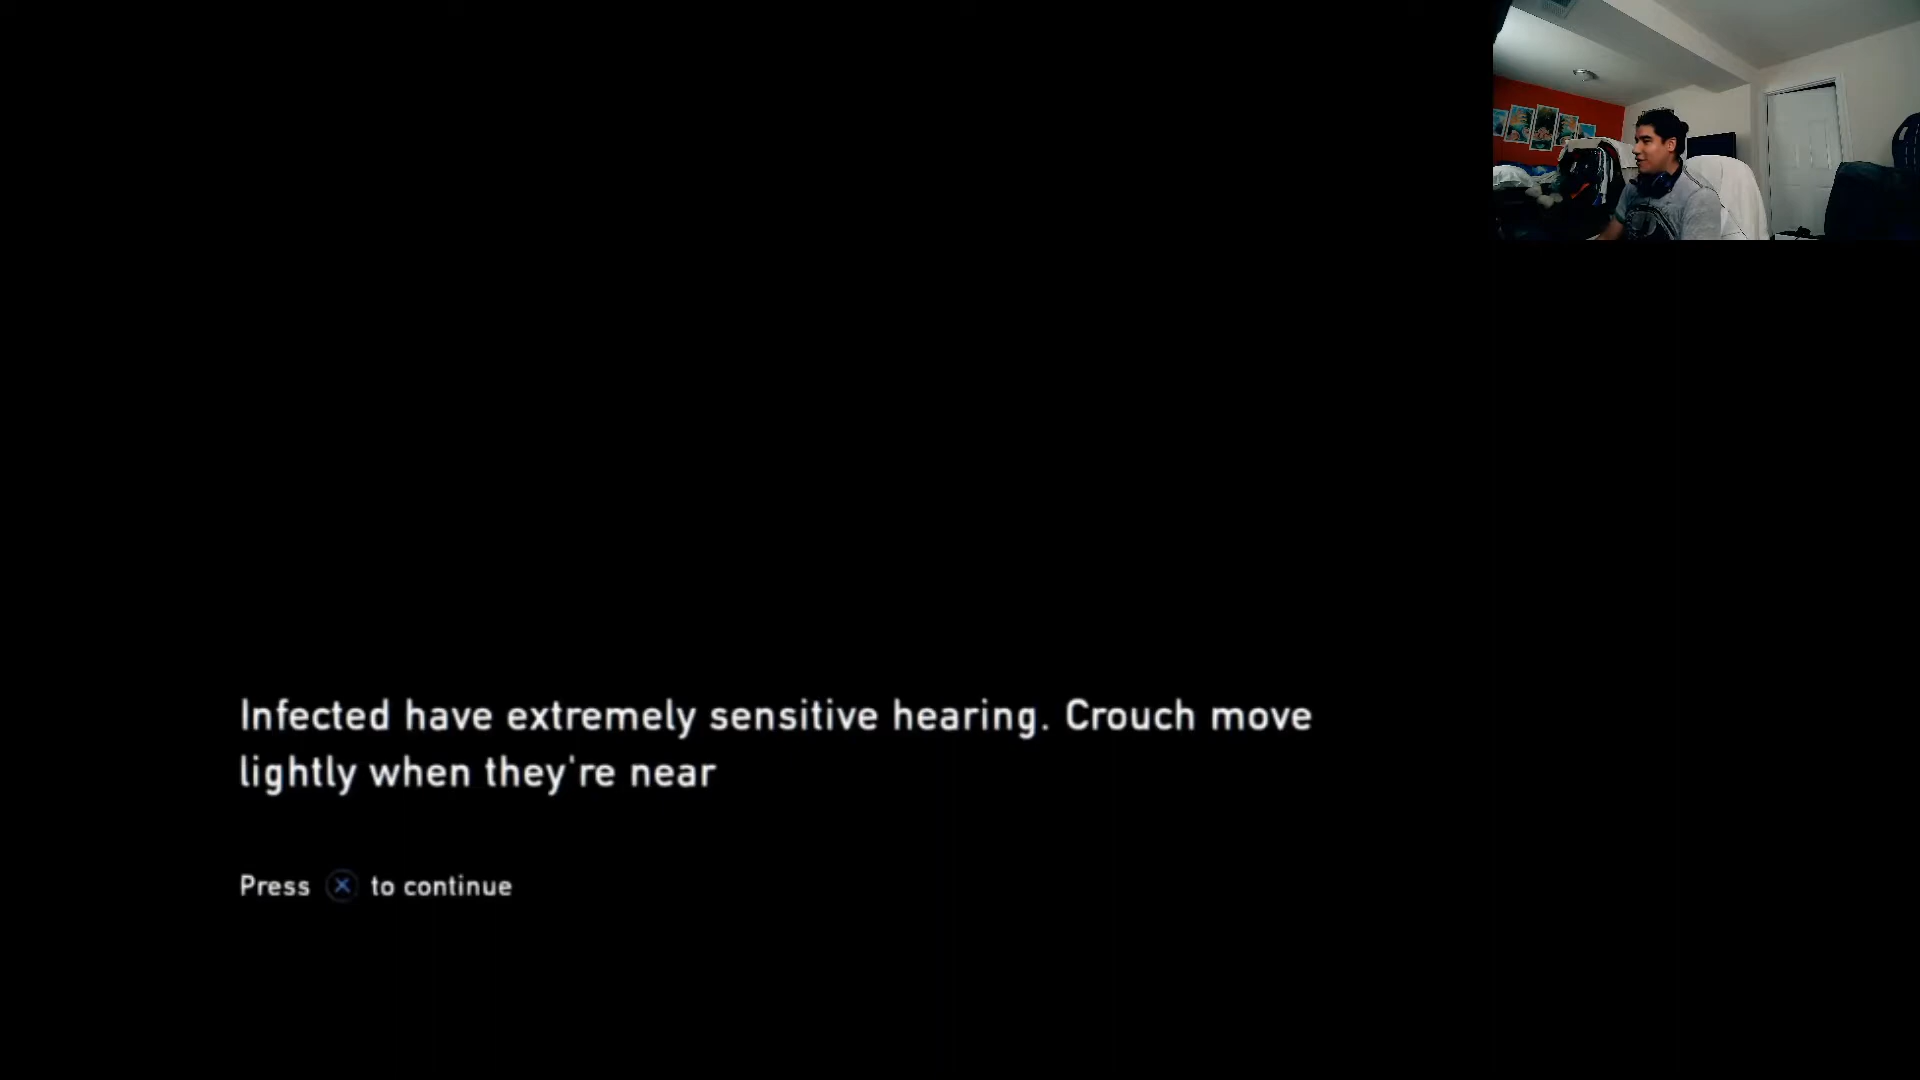 Infected have extremely sensitive hearing. Crouch move
lightly when they're near
Press ⓧ to continue